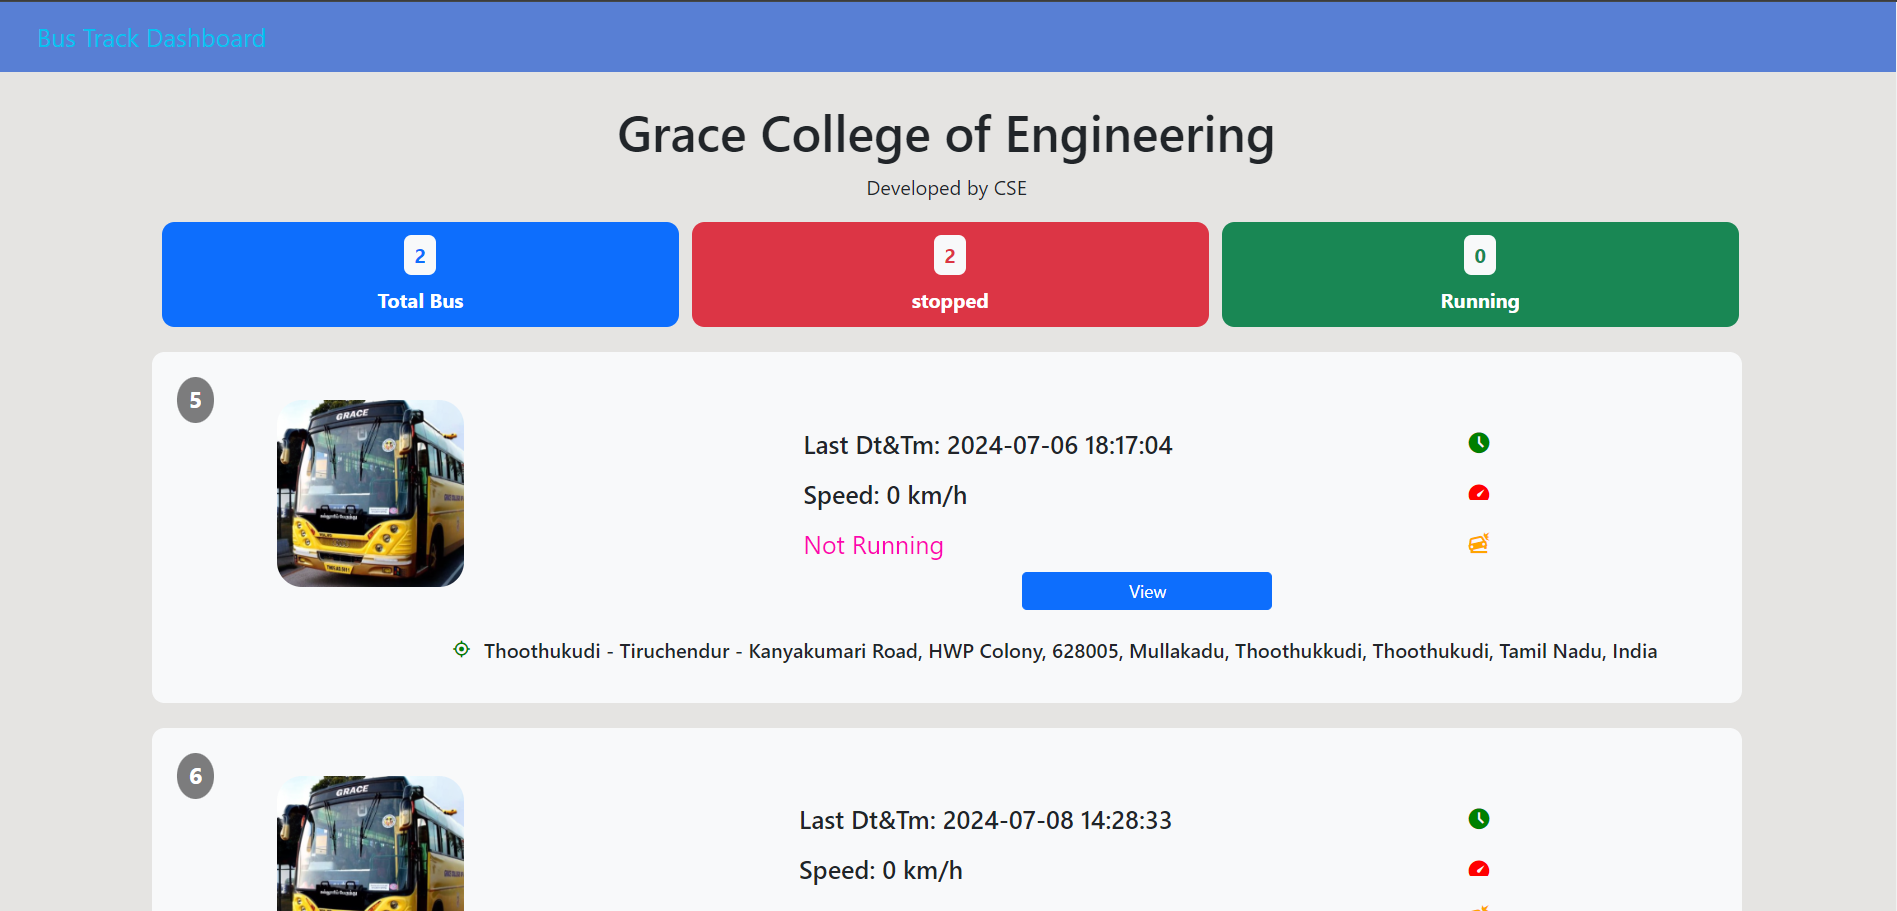 Bus Track Dashboard
Grace College of Engineering
Developed by CSE
2
Total Bus
2
stopped
0
Running
5
GRACE
Last Dt&Tm: 2024-07-06 18:17:04
Speed: 0 km/h
Not Running
View
Thoothukudi - Tiruchendur - Kanyakumari Road, HWP Colony, 628005, Mullakadu, Thoothukkudi, Thoothukudi, Tamil Nadu, India
6
GRACE
Last Dt&Tm: 2024-07-08 14:28:33
Speed: 0 km/h